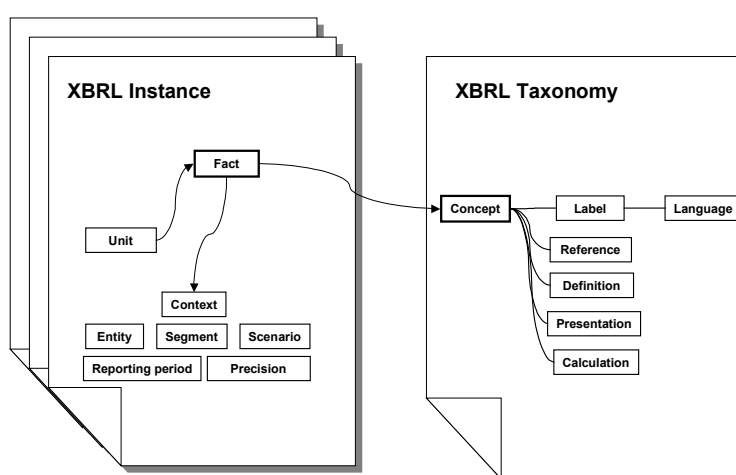 XBRL Instance
Fact
Unit
Context
Entity
Segment
Scenario
Reporting period
Precision
XBRL Taxonomy
Concept
Label
Language
Reference
Definition
Presentation
Calculation